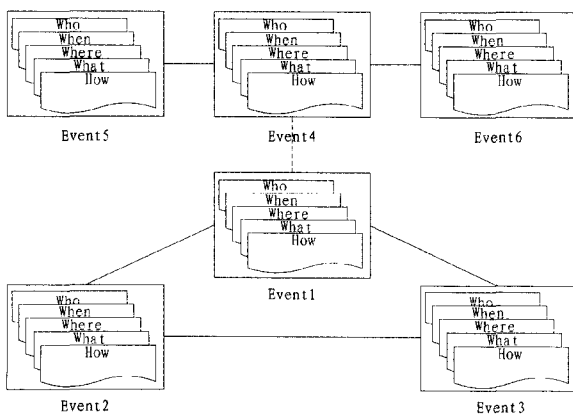 Who
When
Where
What
How
Event5
Who
When
Where
What
How
Event4
Who
When
Where
What
How
Event6
Who
When
Where
What
How
Event1
Who
When
Where
What
How
Event2
Who
When
Where
What
How
Event3